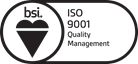 bsi.
ISO
9001
Quality
Management